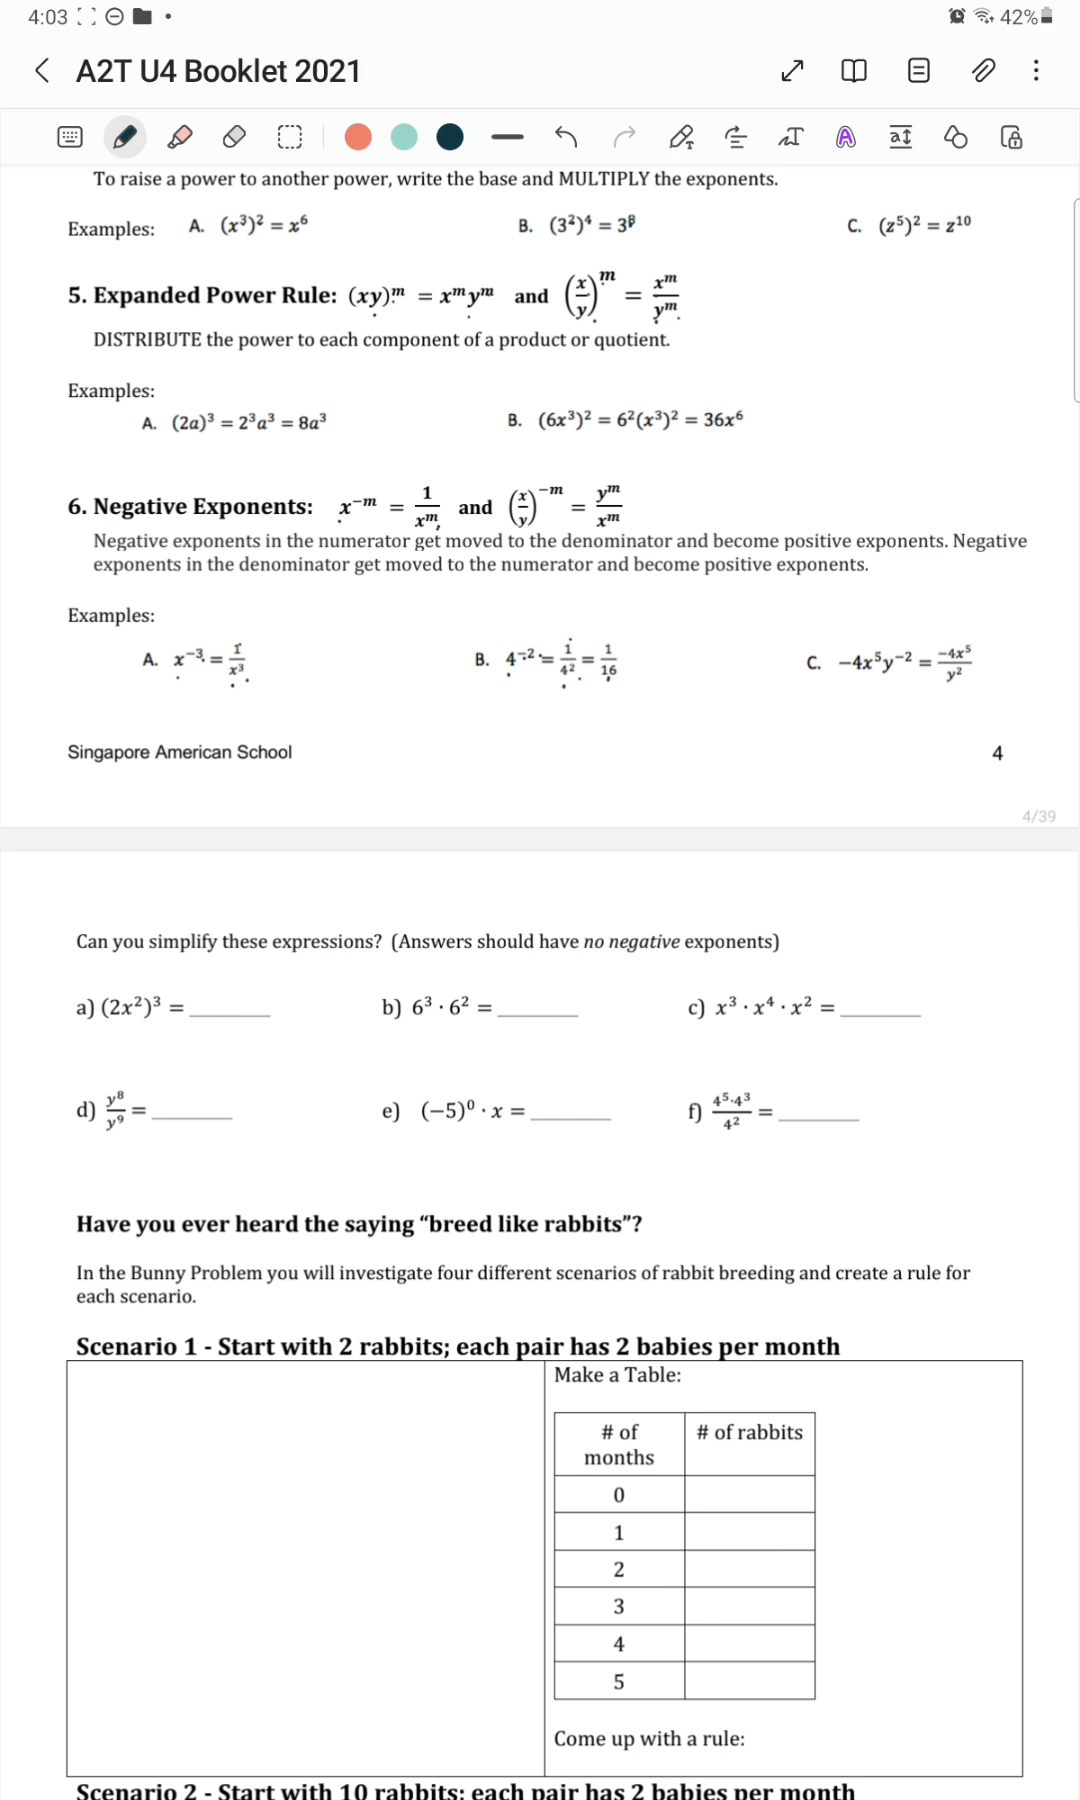 4:03
42%
A2T U4 Booklet 2021
To raise a power to another power, write the base and MULTIPLY the exponents.
Examples: A. (x³)² = x⁶ B. (3²)⁴ = 3⁸ C. (z⁵)² = z¹⁰
5. Expanded Power Rule: (xy)ᵐ = xᵐyᵐ and (x/y)ᵐ = xᵐ/yᵐ
DISTRIBUTE the power to each component of a product or quotient.
Examples:
A. (2a)³ = 2³a³ = 8a³ B. (6x³)² = 6²(x³)² = 36x⁶
6. Negative Exponents: x⁻ᵐ = 1/xᵐ and (x/y)⁻ᵐ = yᵐ/xᵐ
Negative exponents in the numerator get moved to the denominator and become positive exponents. Negative
exponents in the denominator get moved to the numerator and become positive exponents.
Examples:
A. x⁻³ = 1/x³ B. 4⁻² = 1/4² = 1/16 C. −4x⁵y⁻² = −4x⁵/y²
Singapore American School 4
4/39
Can you simplify these expressions? (Answers should have no negative exponents)
a) (2x²)³ = ________ b) 6³ · 6² = ________ c) x³ · x⁴ · x² = ________
d) y⁸/y⁹ = ________ e) (−5)⁰ · x = ________ f) 4⁵·4³/4² = ________
Have you ever heard the saying “breed like rabbits”?
In the Bunny Problem you will investigate four different scenarios of rabbit breeding and create a rule for
each scenario.
Scenario 1 - Start with 2 rabbits; each pair has 2 babies per month
Make a Table:
# of months # of rabbits
0
1
2
3
4
5
Come up with a rule:
Scenario 2 - Start with 10 rabbits; each pair has 2 babies per month